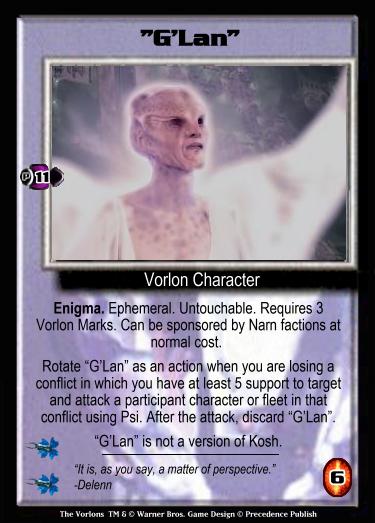 "G'Lan"
P 11
Vorlon Character
Enigma. Ephemeral. Untouchable. Requires 3
Vorlon Marks. Can be sponsored by Narn factions at
normal cost.
Rotate "G'Lan" as an action when you are losing a
conflict in which you have at least 5 support to target
and attack a participant character or fleet in that
conflict using Psi. After the attack, discard "G'Lan".
"G'Lan" is not a version of Kosh.
"It is, as you say, a matter of perspective."
-Delenn
6
The Vorlons TM & © Warner Bros. Game Design © Precedence Publish